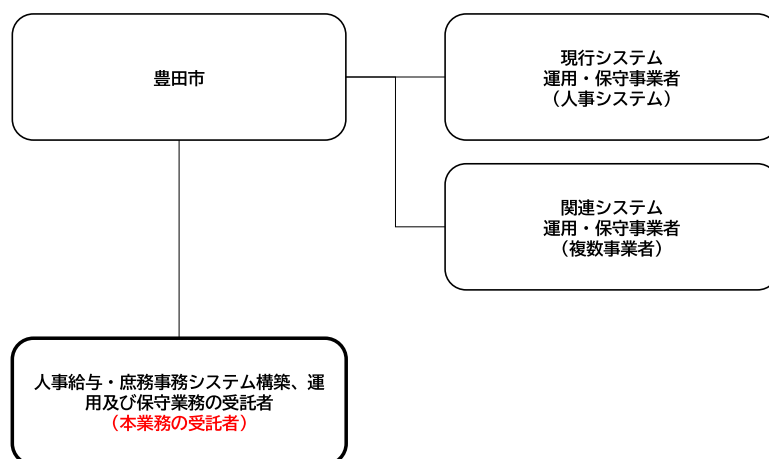 豊田市
現行システム
運用・保守事業者
（人事システム）
関連システム
運用・保守事業者
（複数事業者）
人事給与・庶務事務システム構築、運
用及び保守業務の受託者
（本業務の受託者）